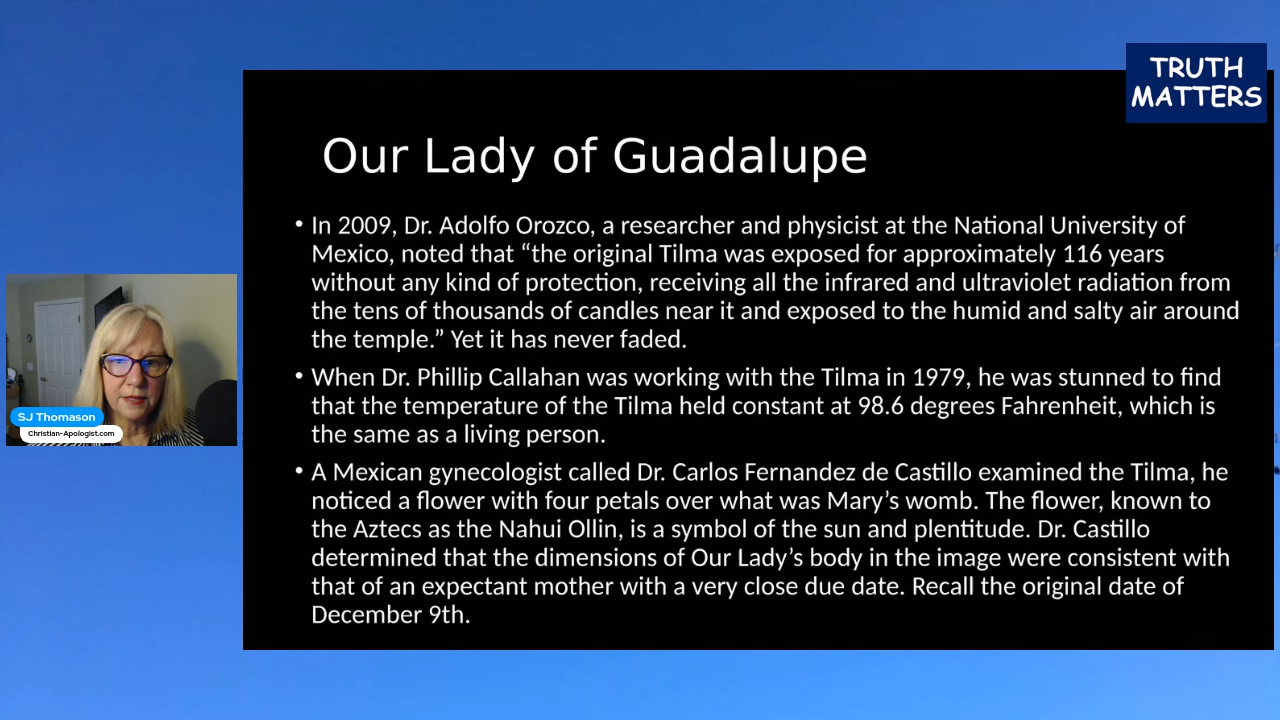 TRUTH
MATTERS
Our Lady of Guadalupe
• In 2009, Dr. Adolfo Orozco, a researcher and physicist at the National University of
Mexico, noted that “the original Tilma was exposed for approximately 116 years
without any kind of protection, receiving all the infrared and ultraviolet radiation from
the tens of thousands of candles near it and exposed to the humid and salty air around
the temple.” Yet it has never faded.
• When Dr. Phillip Callahan was working with the Tilma in 1979, he was stunned to find
that the temperature of the Tilma held constant at 98.6 degrees Fahrenheit, which is
the same as a living person.
• A Mexican gynecologist called Dr. Carlos Fernandez de Castillo examined the Tilma, he
noticed a flower with four petals over what was Mary’s womb. The flower, known to
the Aztecs as the Nahui Ollin, is a symbol of the sun and plentitude. Dr. Castillo
determined that the dimensions of Our Lady’s body in the image were consistent with
that of an expectant mother with a very close due date. Recall the original date of
December 9th.
SJ Thomason
Christian-Apologist.com